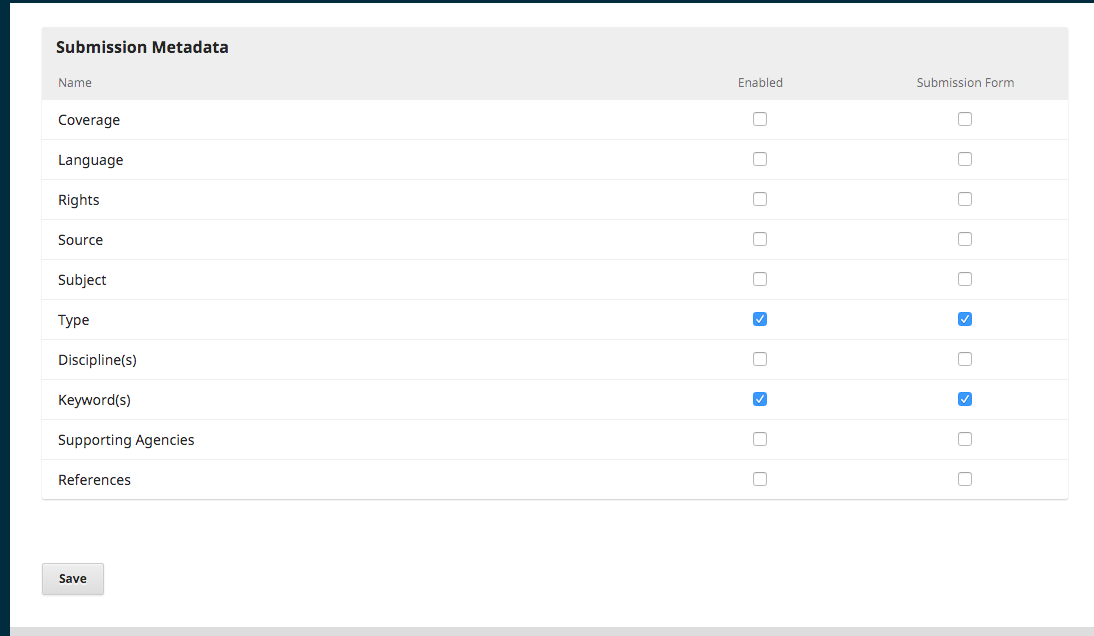 Submission Metadata
Name Enabled Submission Form
Coverage
Language
Rights
Source
Subject
Type
Discipline(s)
Keyword(s)
Supporting Agencies
References
Save